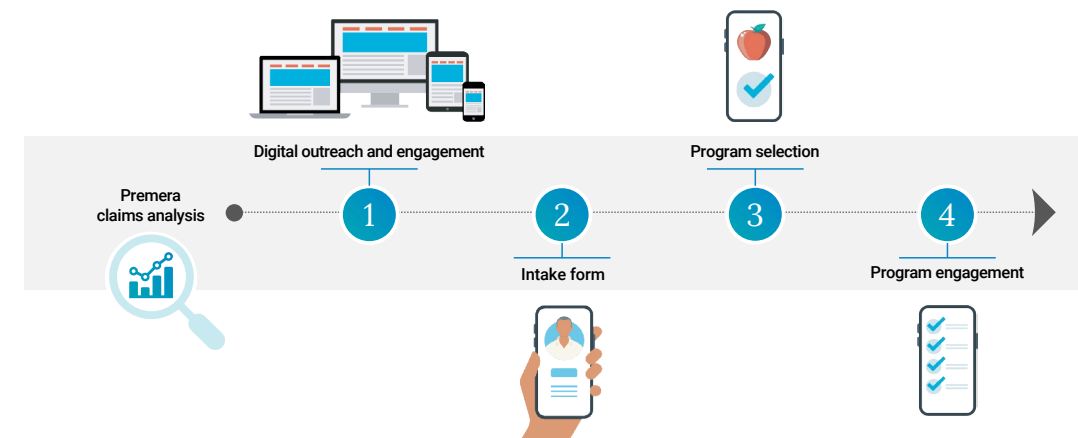 Digital outreach and engagement
Program selection
Premera
claims analysis
1
2
3
4
Intake form
Program engagement